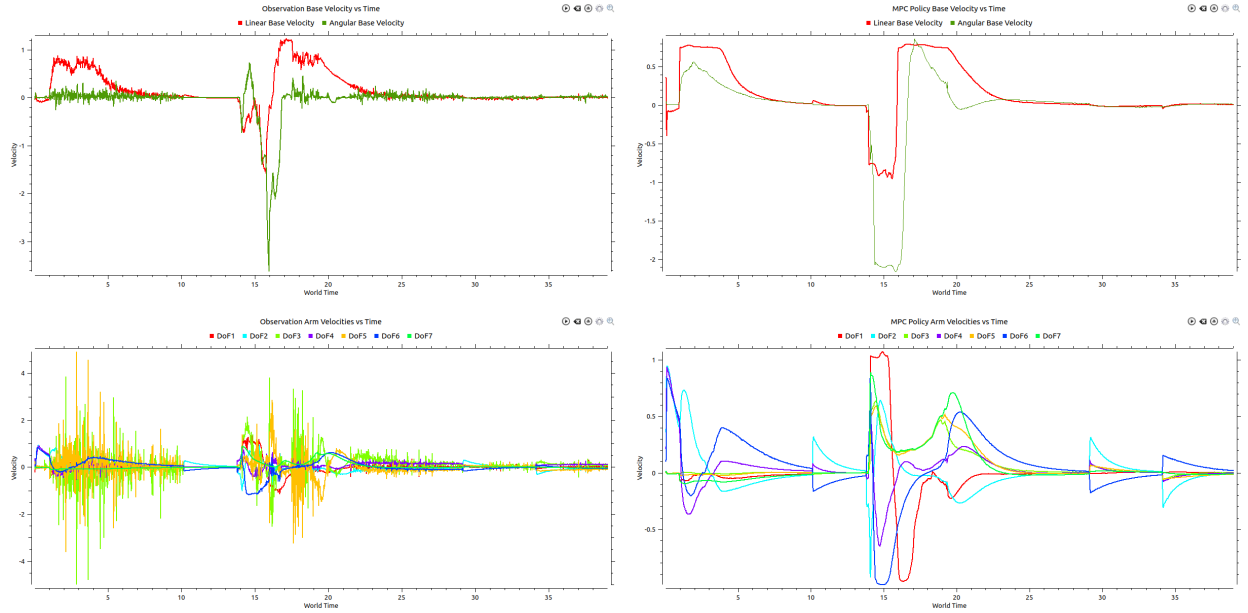 Observation Base Velocity vs Time
Linear Base Velocity Angular Base Velocity
1
0
-1
-2
-3
Velocity
5 10 15 20 25 30 35
World Time
MPC Policy Base Velocity vs Time
Linear Base Velocity Angular Base Velocity
0.5
0
-0.5
-1
-1.5
-2
Velocity
5 10 15 20 25 30 35
World Time
Observation Arm Velocities vs Time
DoF1 DoF2 DoF3 DoF4 DoF5 DoF6 DoF7
4
2
0
-2
-4
Velocity
5 10 15 20 25 30 35
World Time
MPC Policy Arm Velocities vs Time
DoF1 DoF2 DoF3 DoF4 DoF5 DoF6 DoF7
1
0.5
0
-0.5
Velocity
5 10 15 20 25 30 35
World Time